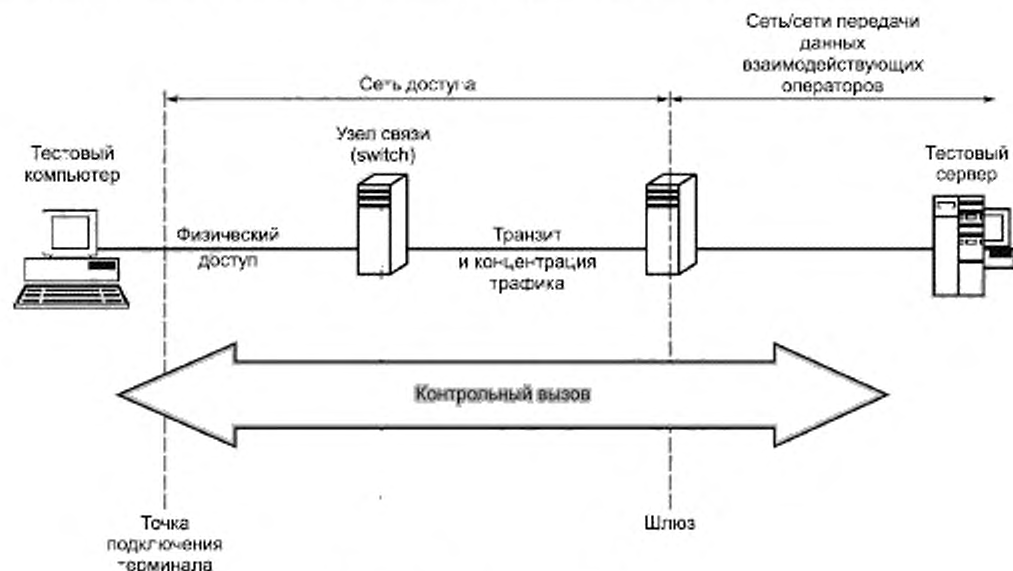 Сеть/сети передачи
данных
взаимодействующих
операторов
Сеть доступа
Узел связи
(switch)
Тестовый
компьютер
Тестовый
сервер
Физический
доступ
Транзит
и концентрация
трафика
Контрольный вызов
Точка
подключения
терминала
Шлюз